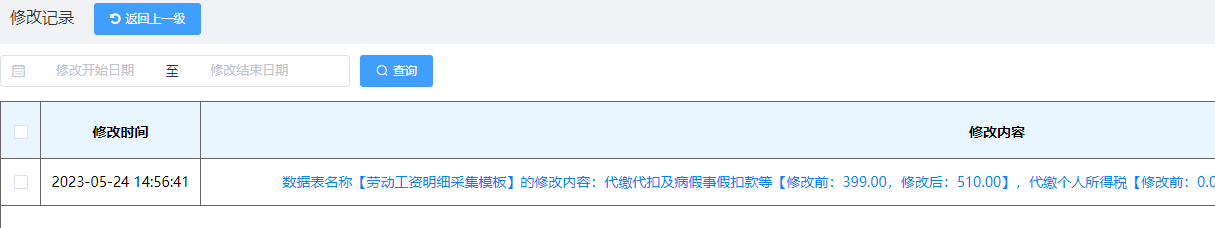 修改记录 返回上一级
修改开始日期 至 修改结束日期 查询
修改时间 修改内容
2023-05-24 14:56:41 数据表名称【劳动工资明细采集模板】的修改内容：代缴代扣及病假事假扣款等【修改前：399.00，修改后：510.00】，代缴个人所得税【修改前：0.0